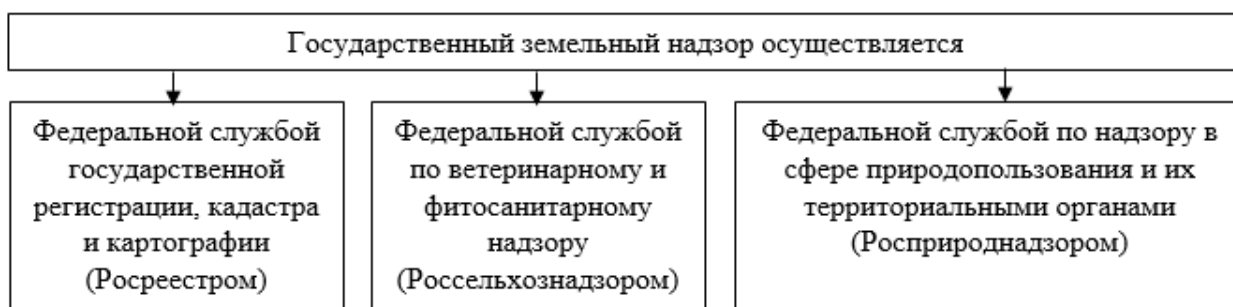 Государственный земельный надзор осуществляется
Федеральной службой
государственной
регистрации, кадастра
и картографии
(Росреестром)
Федеральной службой
по ветеринарному и
фитосанитарному
надзору
(Россельхознадзором)
Федеральной службой по надзору в
сфере природопользования и их
территориальными органами
(Росприроднадзором)